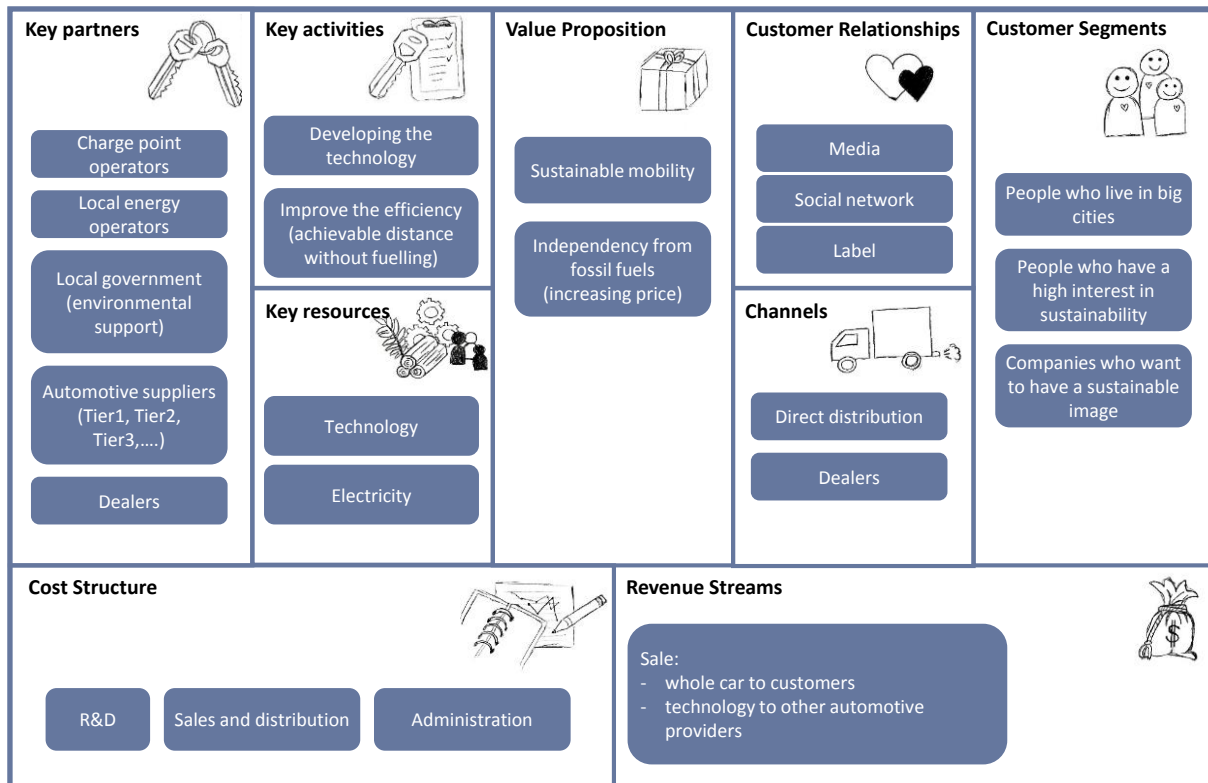 Key partners
Charge point
operators
Local energy
operators
Local government
(environmental
support)
Automotive suppliers
(Tier1, Tier2,
Tier3,....)
Dealers
Key activities
Developing the
technology
Improve the efficiency
(achievable distance
without fuelling)
Key resources
Technology
Electricity
Value Proposition
Sustainable mobility
Independency from
fossil fuels
(increasing price)
Customer Relationships
Media
Social network
Label
Channels
Direct distribution
Dealers
Customer Segments
People who live in big
cities
People who have a
high interest in
sustainability
Companies who want
to have a sustainable
image
Cost Structure
R&D
Sales and distribution
Administration
Revenue Streams
$
Sale:
- whole car to customers
- technology to other automotive
providers